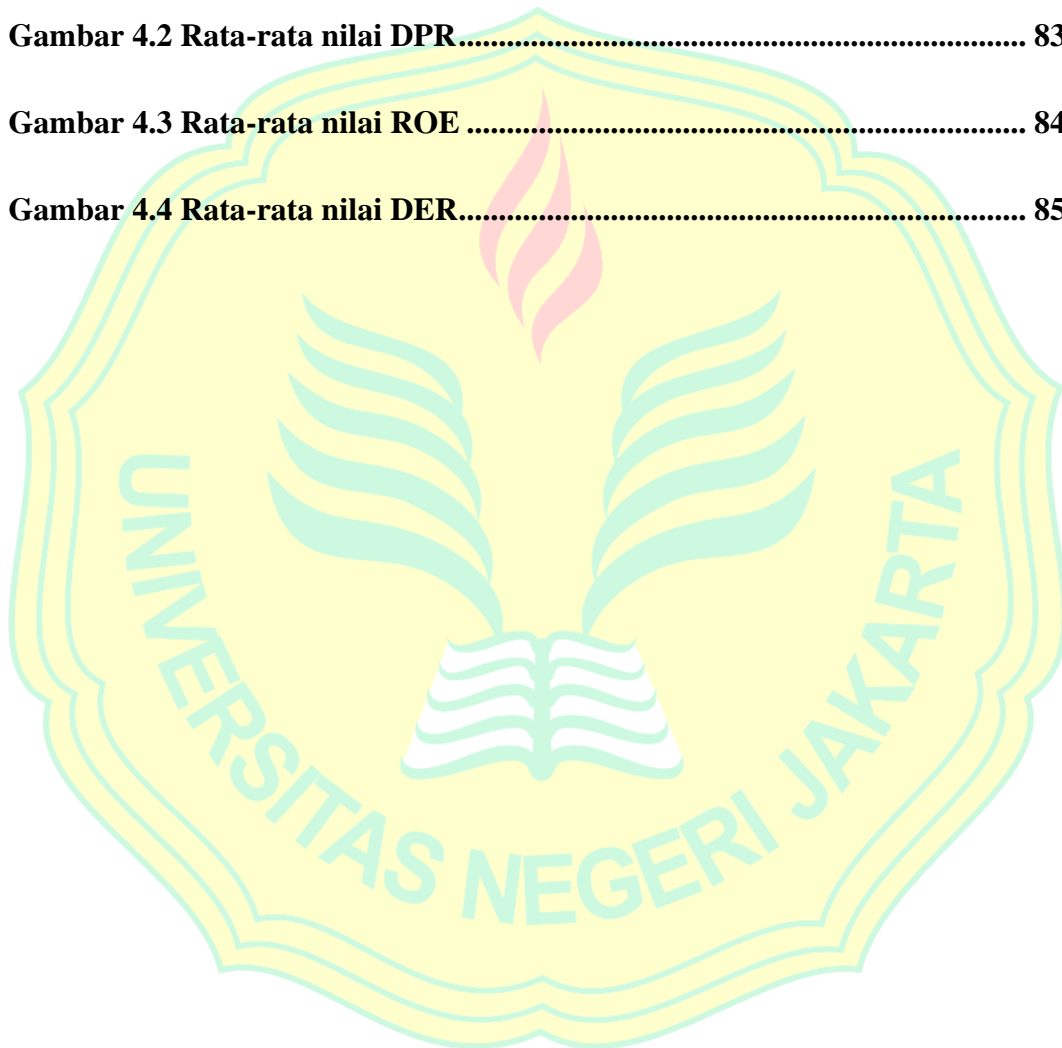 Gambar 4.2 Rata-rata nilai DPR........................................................................ 83
Gambar 4.3 Rata-rata nilai ROE ....................................................................... 84
Gambar 4.4 Rata-rata nilai DER........................................................................ 85
UNIVERSITAS NEGERI JAKARTA